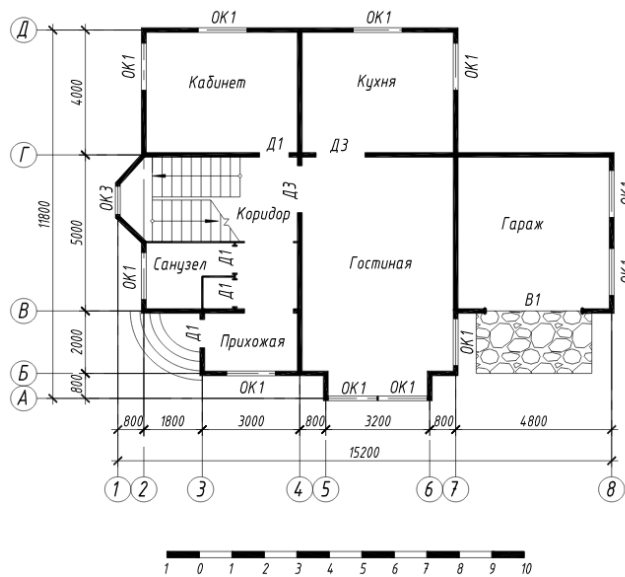 ОК1 ОК1
Д
ОК1 ОК1
Кабинет Кухня
4000
Г
Д1 Д3
ОК3 Д3 ОК1
Коридор Гараж
11800 5000
Санузел Гостиная
ОК1 Д1 ОК1
Д1 В1
В
Д1 Прихожая ОК1
2000
Б
ОК1 ОК1 ОК1
800
А
800 1800 3000 800 3200 800 4800
15200
1 2 3 4 5 6 7 8
1 0 1 2 3 4 5 6 7 8 9 10